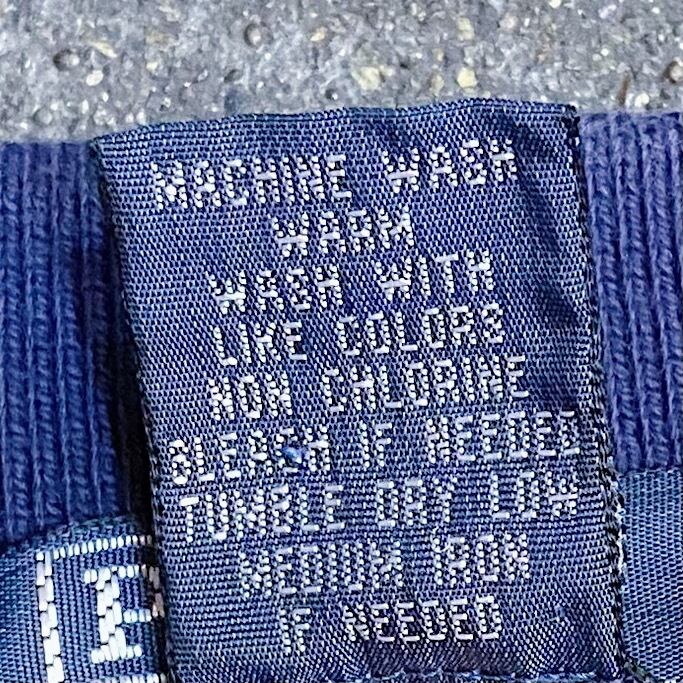 MACHINE WASH
WARM
WASH WITH
LIKE COLORS
NON CHLORINE
BLEACH IF NEEDED
TUMBLE DRY LOW
MEDIUM IRON
IF NEEDED